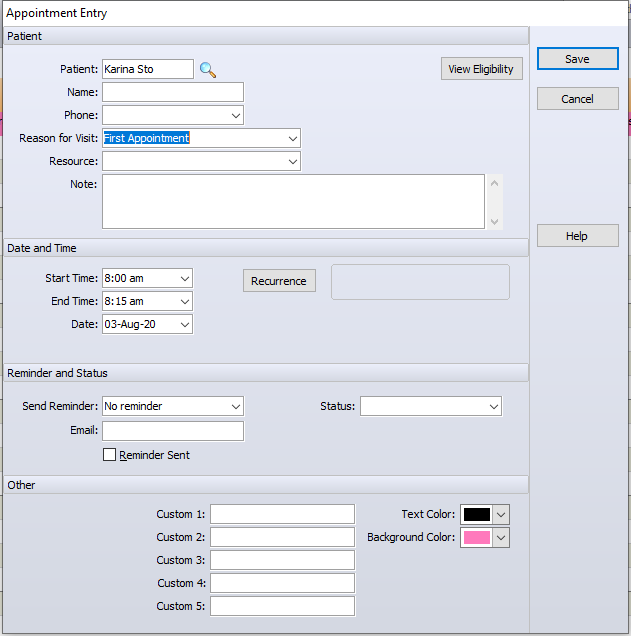 Appointment Entry
Patient
Patient: Karina Sto
View Eligibility
Save
Name:
Cancel
Phone:
Reason for Visit: First Appointment
Resource:
Note:
Help
Date and Time
Start Time: 8:00 am
Recurrence
End Time: 8:15 am
Date: 03-Aug-20
Reminder and Status
Send Reminder: No reminder
Status:
Email:
Reminder Sent
Other
Custom 1:
Text Color:
Custom 2:
Background Color:
Custom 3:
Custom 4:
Custom 5: